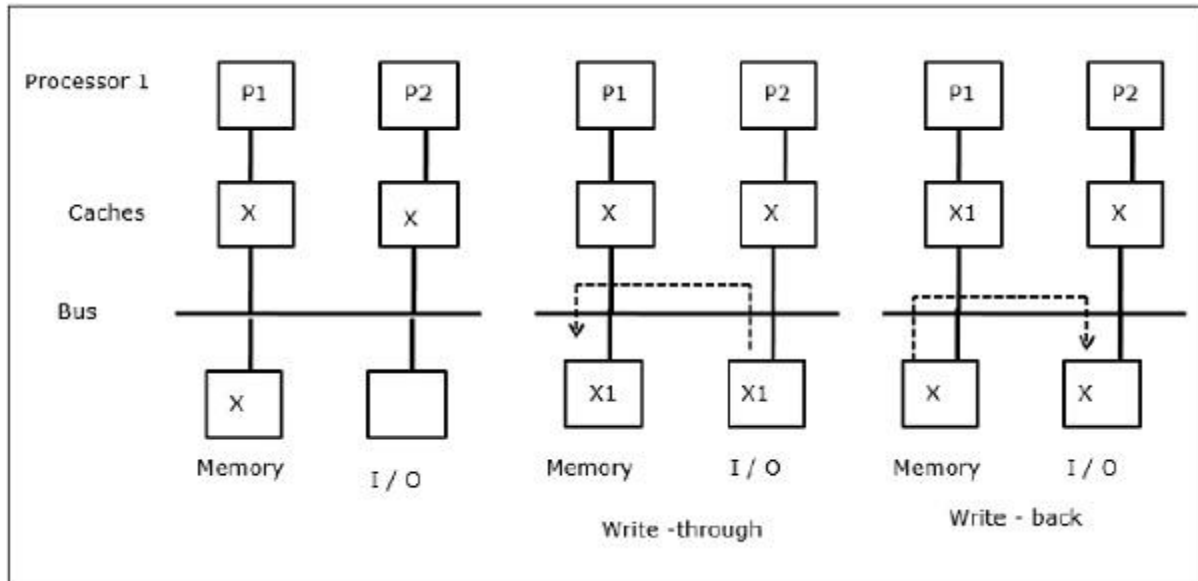 Processor 1
P1 P2 P1 P2 P1 P2
Caches
X X X X X1 X
Bus
X X1 X1 X X
Memory I / O Memory I / O Memory I / O
Write -through Write - back